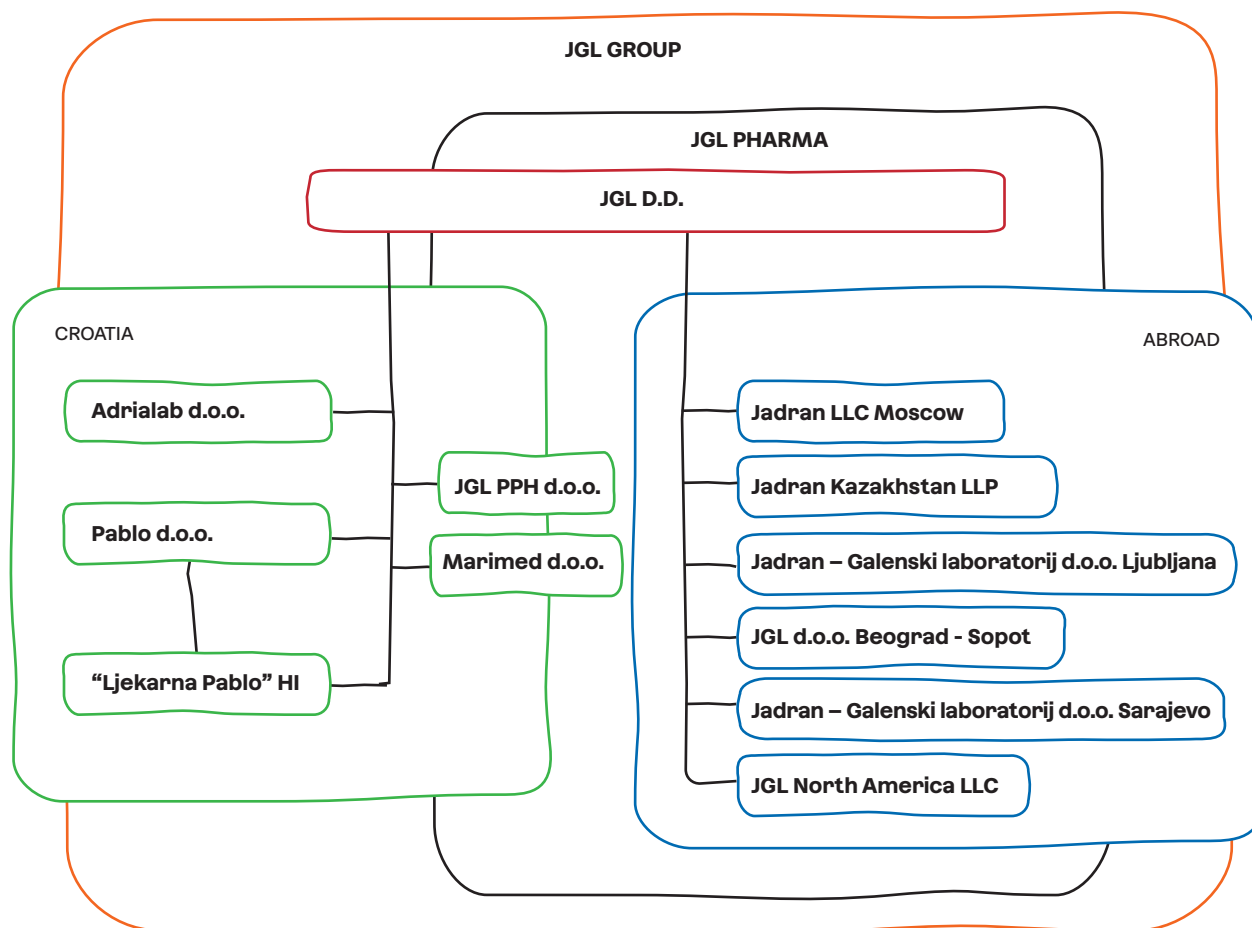 JGL GROUP
JGL PHARMA
JGL D.D.
CROATIA
Adrialab d.o.o.
JGL PPH d.o.o.
Pablo d.o.o.
Marimed d.o.o.
“Ljekarna Pablo” HI
ABROAD
Jadran LLC Moscow
Jadran Kazakhstan LLP
Jadran – Galenski laboratorij d.o.o. Ljubljana
JGL d.o.o. Beograd - Sopot
Jadran – Galenski laboratorij d.o.o. Sarajevo
JGL North America LLC